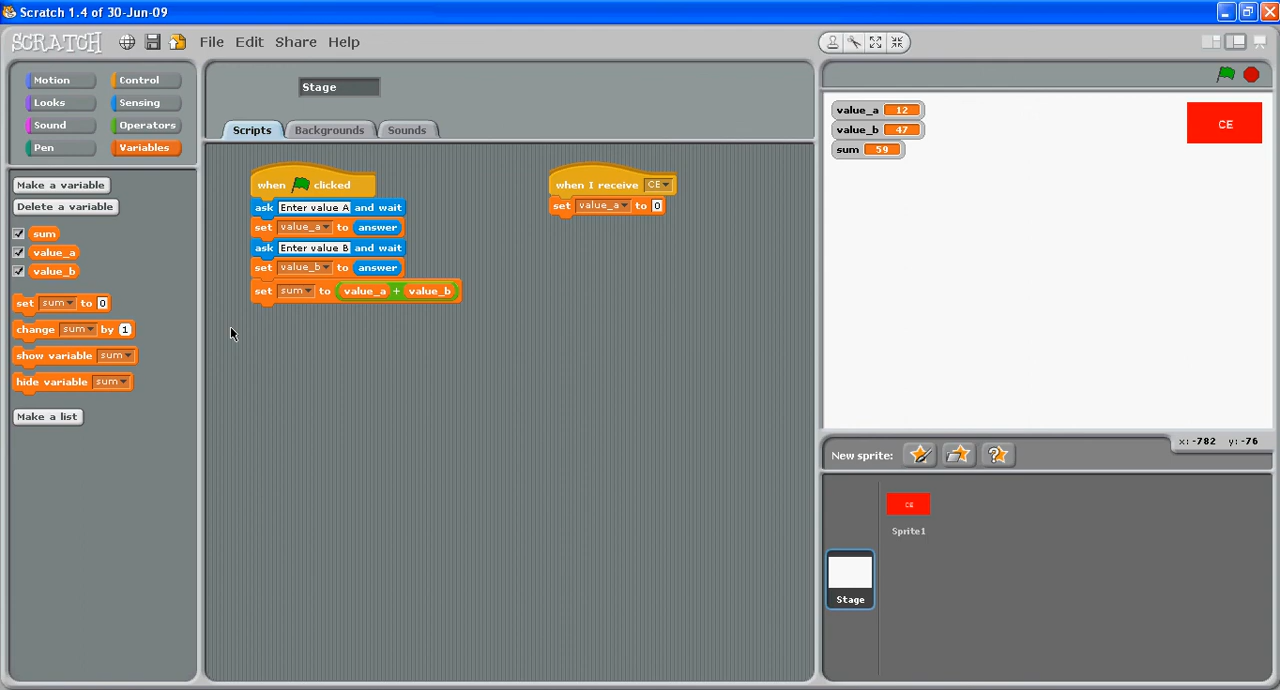 Scratch 1.4 of 30-Jun-09
SCRATCH File Edit Share Help
Motion Control
Looks Sensing
Sound Operators
Pen Variables
Make a variable
Delete a variable
sum
value_a
value_b
set sum to 0
change sum by 1
show variable sum
hide variable sum
Make a list
Stage
Scripts Backgrounds Sounds
when clicked
ask Enter value A and wait
set value_a to answer
ask Enter value B and wait
set value_b to answer
set sum to value_a + value_b
when I receive CE
set value_a to 0
value_a 12
value_b 47
sum 59
CE
x: -782 y: -76
New sprite:
CE
Sprite1
Stage